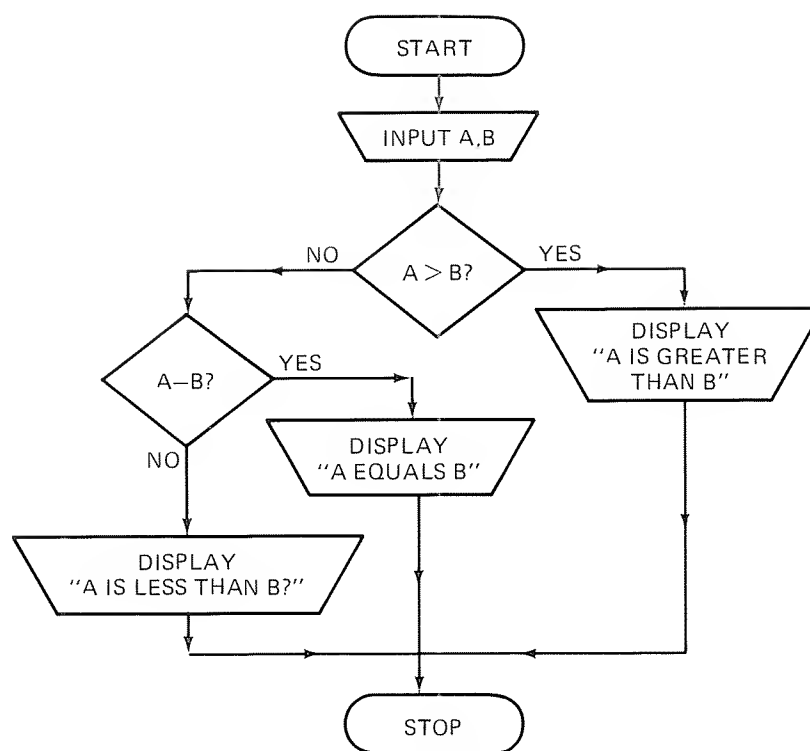 START
INPUT A,B
A > B?
NO
YES
DISPLAY
"A IS GREATER
THAN B"
A–B?
YES
NO
DISPLAY
"A EQUALS B"
DISPLAY
"A IS LESS THAN B?"
STOP